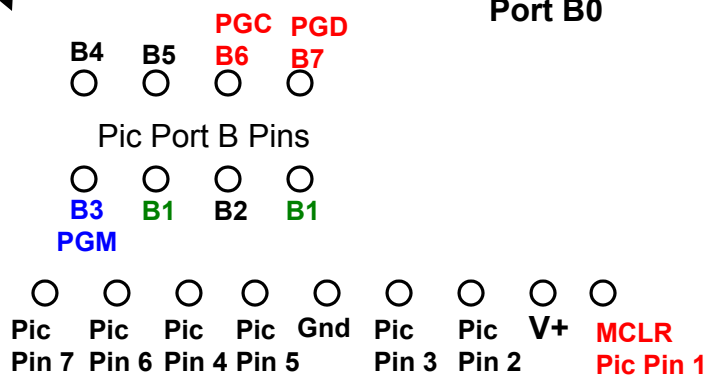 Port B0
PGC PGD
B4 B5 B6 B7
Pic Port B Pins
B3 B1 B2 B1
PGM
Pic Pic Pic Pic Gnd Pic Pic V+ MCLR
Pin 7 Pin 6 Pin 4 Pin 5 Pin 3 Pin 2 Pic Pin 1